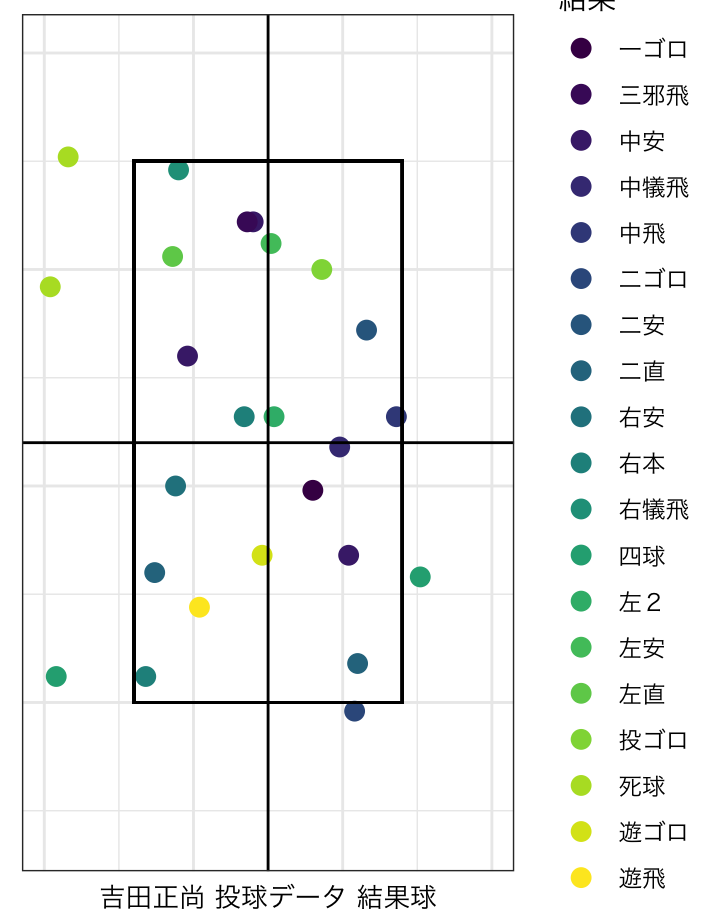 結果
一ゴロ
三邪飛
中安
中犠飛
中飛
二ゴロ
二安
二直
右安
右本
右犠飛
四球
左２
左安
左直
投ゴロ
死球
遊ゴロ
遊飛
吉田正尚 投球データ 結果球